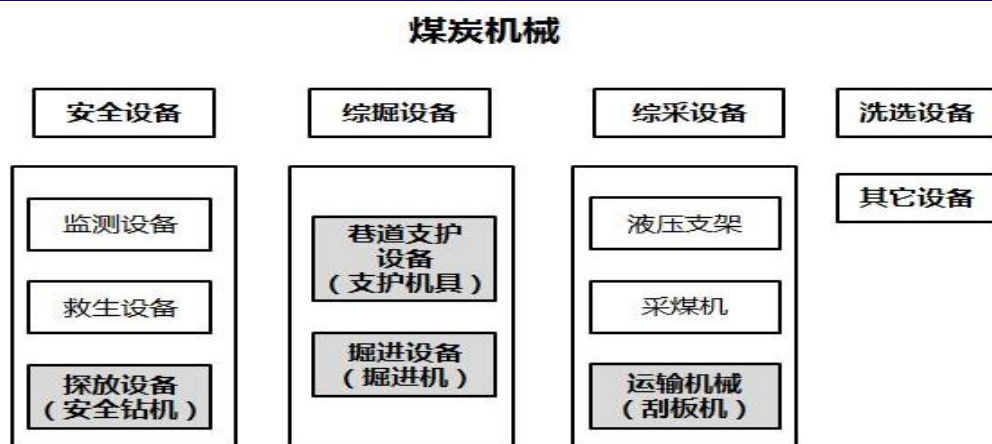 煤炭机械
安全设备
综掘设备
综采设备
洗选设备
其它设备
监测设备
救生设备
探放设备
（安全钻机）
巷道支护
设备
（支护机具）
掘进设备
（掘进机）
液压支架
采煤机
运输机械
（刮板机）